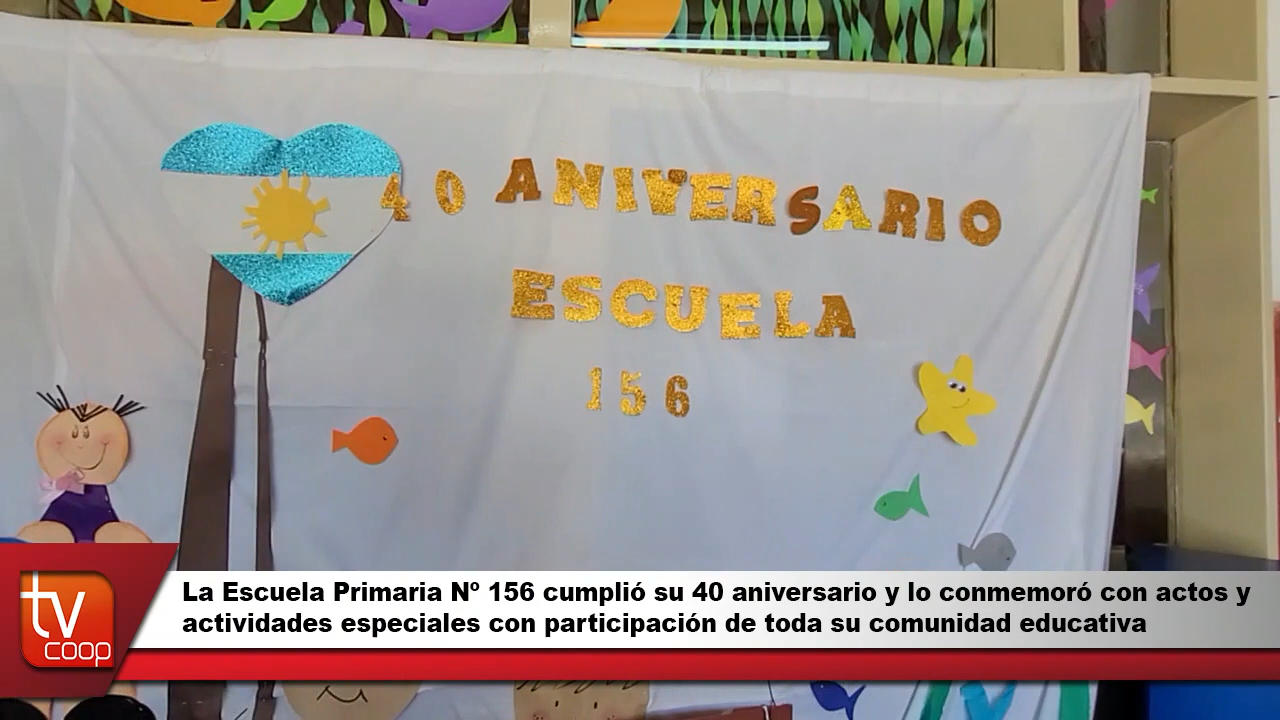 40 ANIVERSARIO
ESCUELA
156
La Escuela Primaria Nº 156 cumplió su 40 aniversario y lo conmemoró con actos y
actividades especiales con participación de toda su comunidad educativa
tv
coop